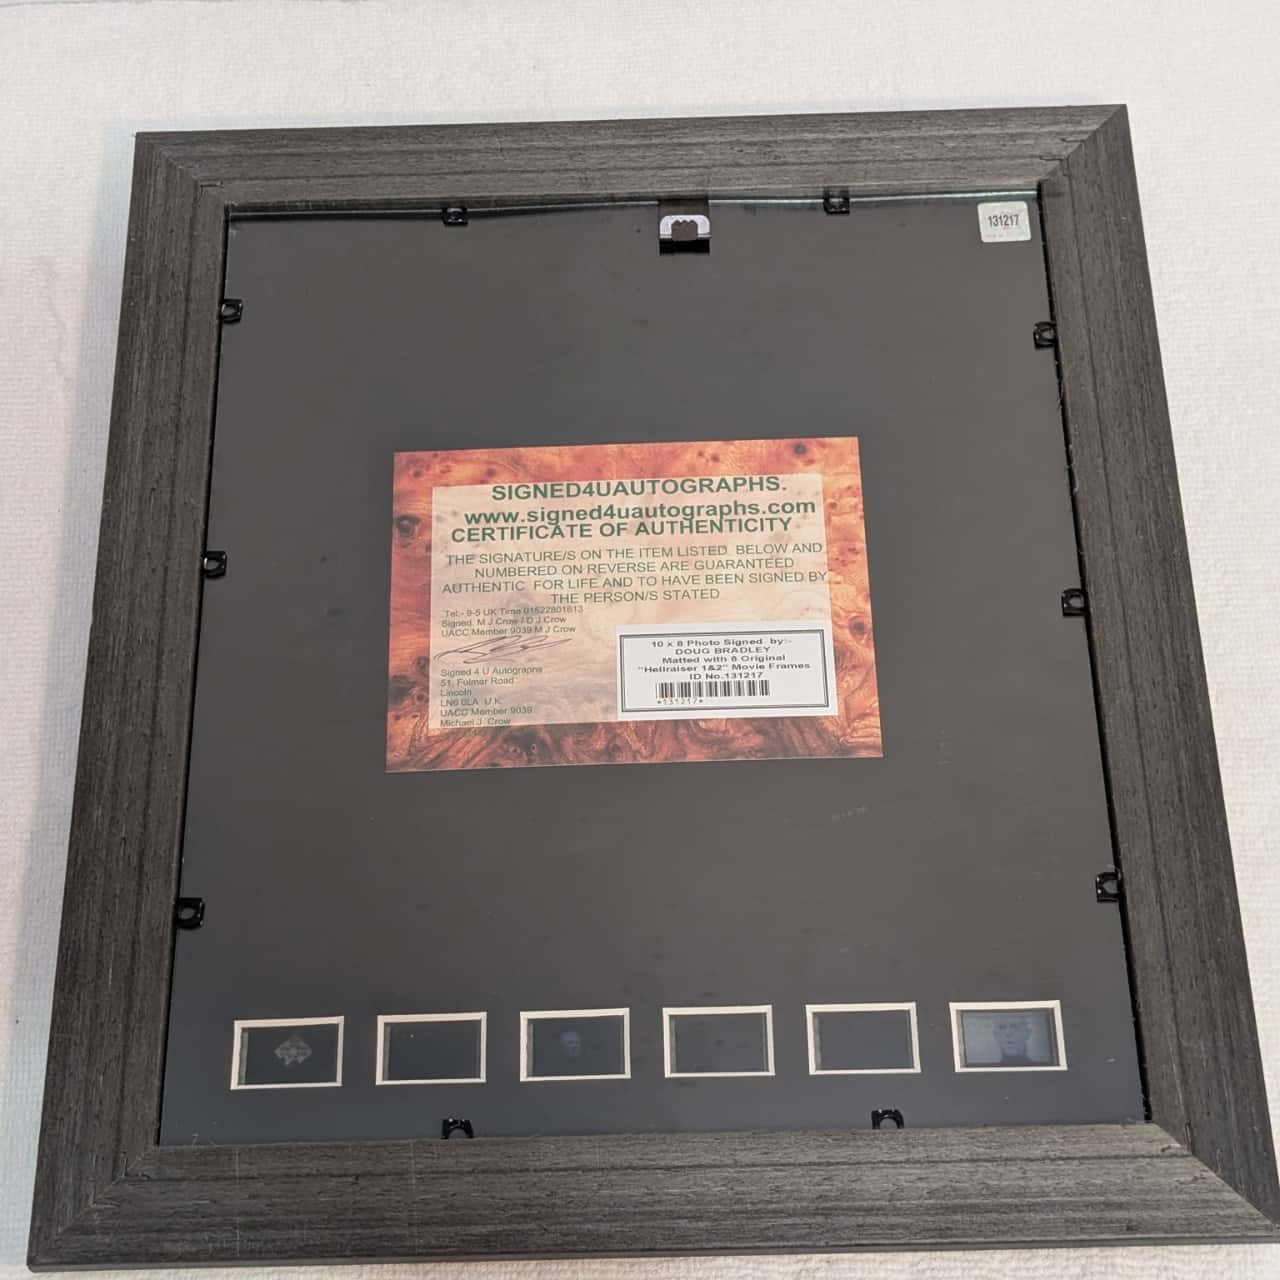 131217
SIGNED4UAUTOGRAPHS.
www.signed4uautographs.com
CERTIFICATE OF AUTHENTICITY
THE SIGNATURE/S ON THE ITEM LISTED BELOW AND
NUMBERED ON REVERSE ARE GUARANTEED
AUTHENTIC FOR LIFE AND TO HAVE BEEN SIGNED BY
THE PERSON/S STATED
Tel:- 9-5 UK Time 01522801613
Signed. M J Crow / D J Crow
UACC Member 9039 M J Crow
Signed 4 U Autographs
51, Fulmar Road
Lincoln
LN6 0LA U K
UACC Member 9039
Michael J. Crow
10 x 8 Photo Signed by:-
DOUG BRADLEY
Matted with 6 Original
"Hellraiser 1&2" Movie Frames
ID No.131217
*131217*